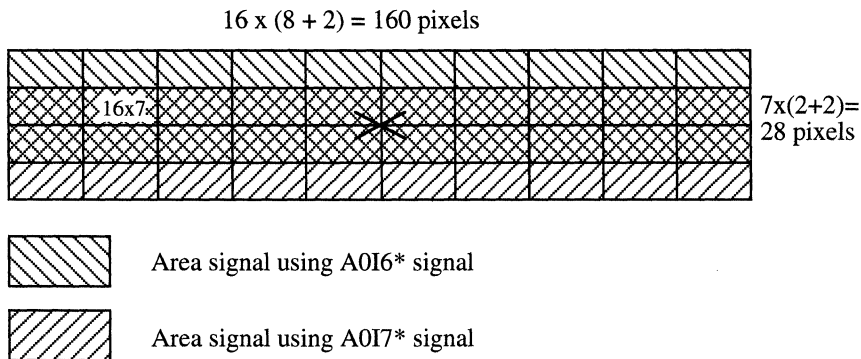 16 x (8 + 2) = 160 pixels
16x7
7x(2+2)=
28 pixels
Area signal using A0I6* signal
Area signal using A0I7* signal